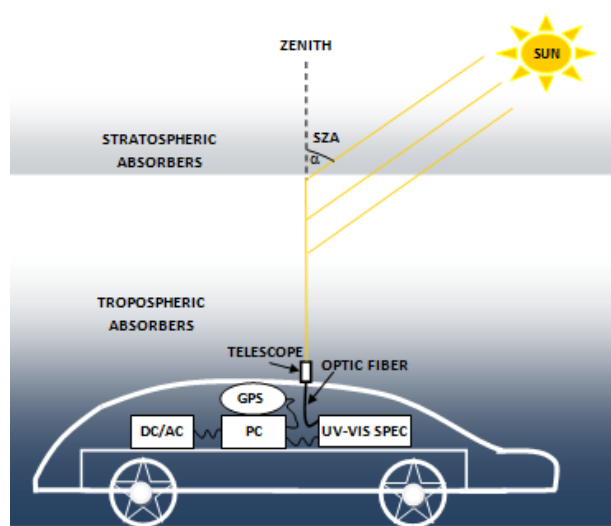 ZENITH
SUN
STRATOSPHERIC
ABSORBERS
SZA
α
TROPOSPHERIC
ABSORBERS
TELESCOPE
OPTIC FIBER
GPS
DC/AC
PC
UV-VIS SPEC